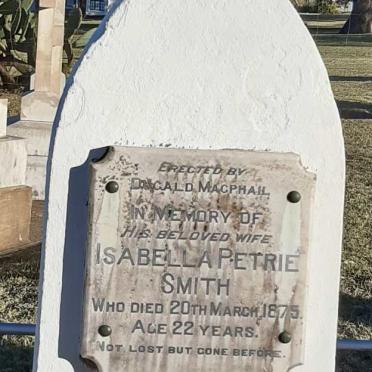 Erected by
Dugald Macphail
In Memory of
His beloved wife
Isabella Petrie
Smith
Who died 20th March, 1875.
Age 22 years.
Not lost but gone before.